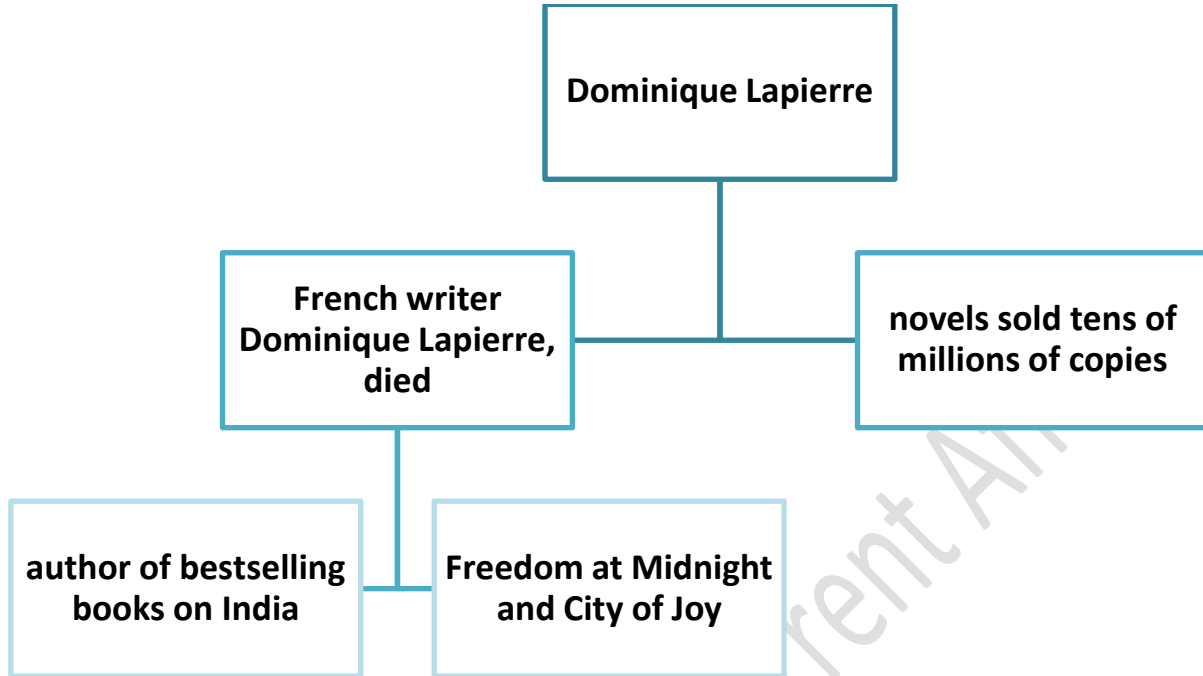 Dominique Lapierre
French writer
Dominique Lapierre,
died
novels sold tens of
millions of copies
author of bestselling
books on India
Freedom at Midnight
and City of Joy